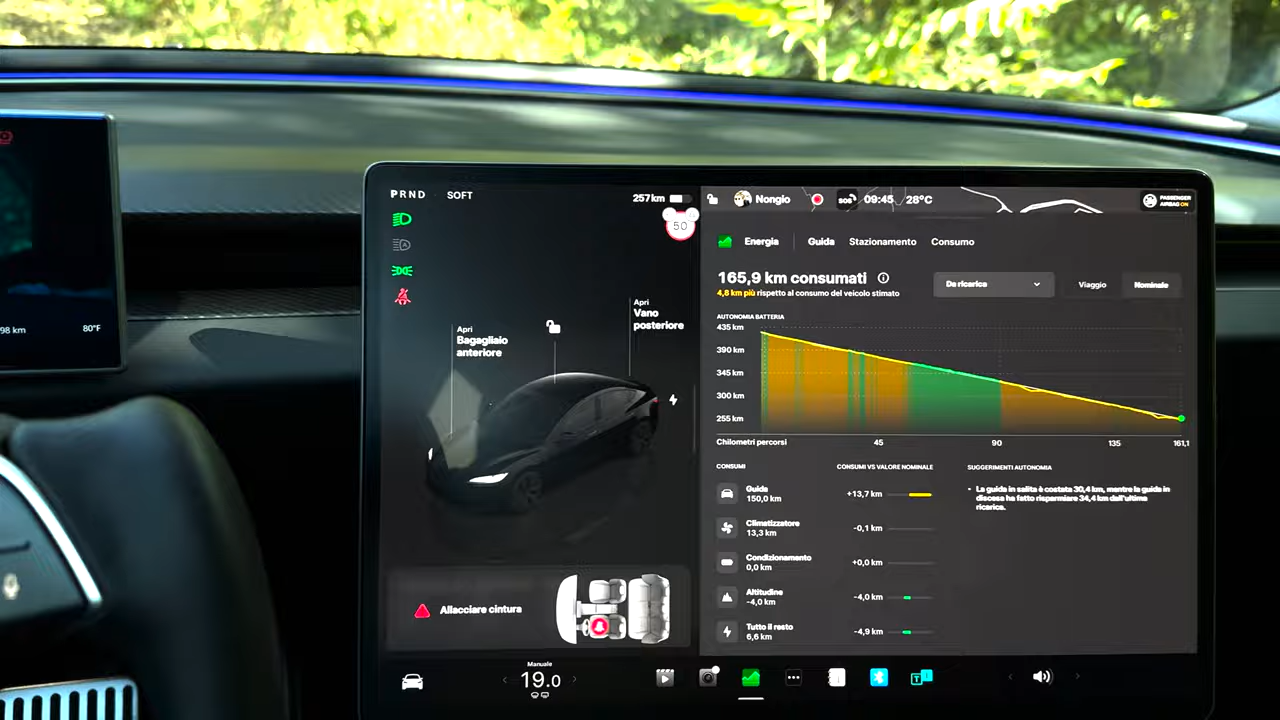 98 km
80°F
PRND
SOFT
257 km
50
Apri
Vano
posteriore
Apri
Bagagliaio
anteriore
Allacciare cintura
Nongio
SOS
09:45
28°C
PASSENGER
AIRBAG ON
Energia
Guida
Stazionamento
Consumo
165,9 km consumati
4,8 km più rispetto al consumo del veicolo stimato
Da ricarica
Viaggio
Nominale
AUTONOMIA BATTERIA
435 km
390 km
345 km
300 km
255 km
Chilometri percorsi
45
90
135
161,1
CONSUMI
CONSUMI VS VALORE NOMINALE
SUGGERIMENTI AUTONOMIA
Guida
150,0 km
+13,7 km
Climatizzatore
13,3 km
-0,1 km
Condizionamento
0,0 km
+0,0 km
Altitudine
-4,0 km
-4,0 km
Tutto il resto
6,6 km
-4,9 km
• La guida in salita è costata 30,4 km, mentre la guida in
discesa ha fatto risparmiare 34,4 km dall'ultima
ricarica.
Manuale
19.0